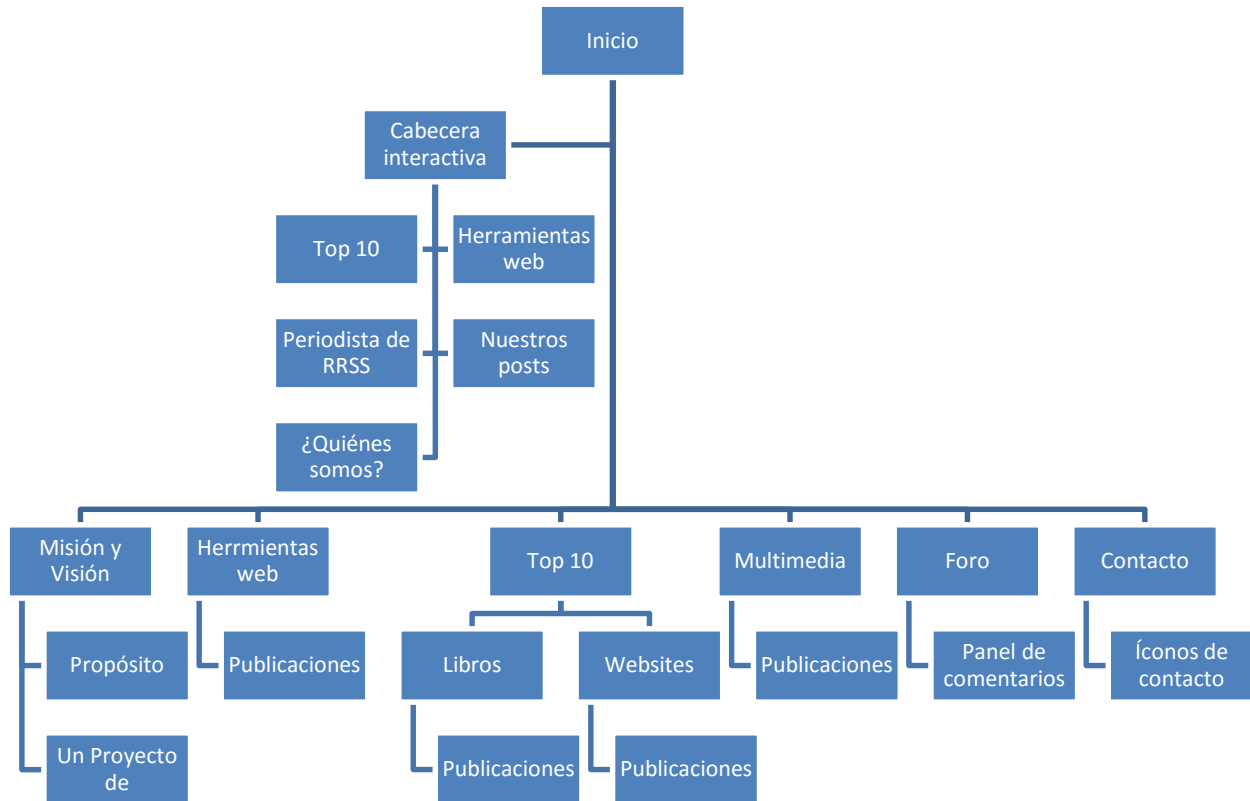 Inicio
Cabecera
interactiva
Top 10
Herramientas
web
Periodista de
RRSS
Nuestros
posts
¿Quiénes
somos?
Misión y
Visión
Herrmientas
web
Top 10
Multimedia
Foro
Contacto
Propósito
Publicaciones
Libros
Websites
Publicaciones
Panel de
comentarios
Íconos de
contacto
Un Proyecto
de
Publicaciones
Publicaciones